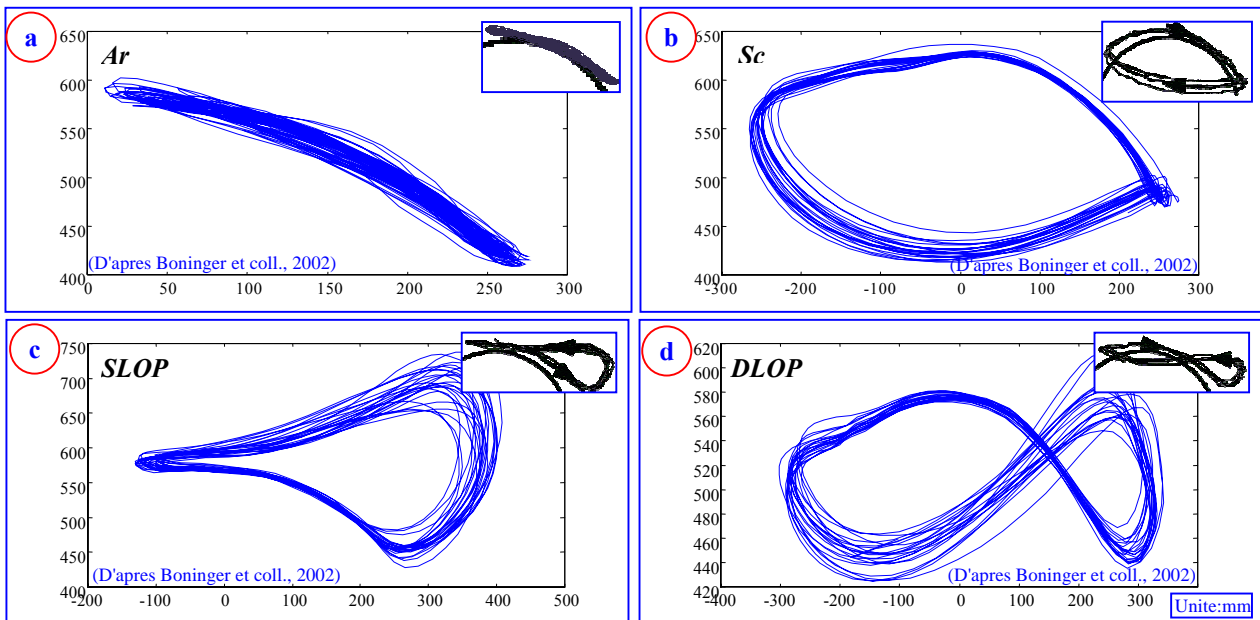 a
Ar
650
600
550
500
450
400
0 50 100 150 200 250 300
(D'apres Boninger et coll., 2002)
b
Sc
650
600
550
500
450
400
-300 -200 -100 0 100 200 300
(D'apres Boninger et coll., 2002)
c
SLOP
750
700
650
600
550
500
450
400
-200 -100 0 100 200 300 400 500
(D'apres Boninger et coll., 2002)
d
DLOP
620
600
580
560
540
520
500
480
460
440
420
-400 -300 -200 -100 0 100 200 300
(D'apres Boninger et coll., 2002)
Unite:mm